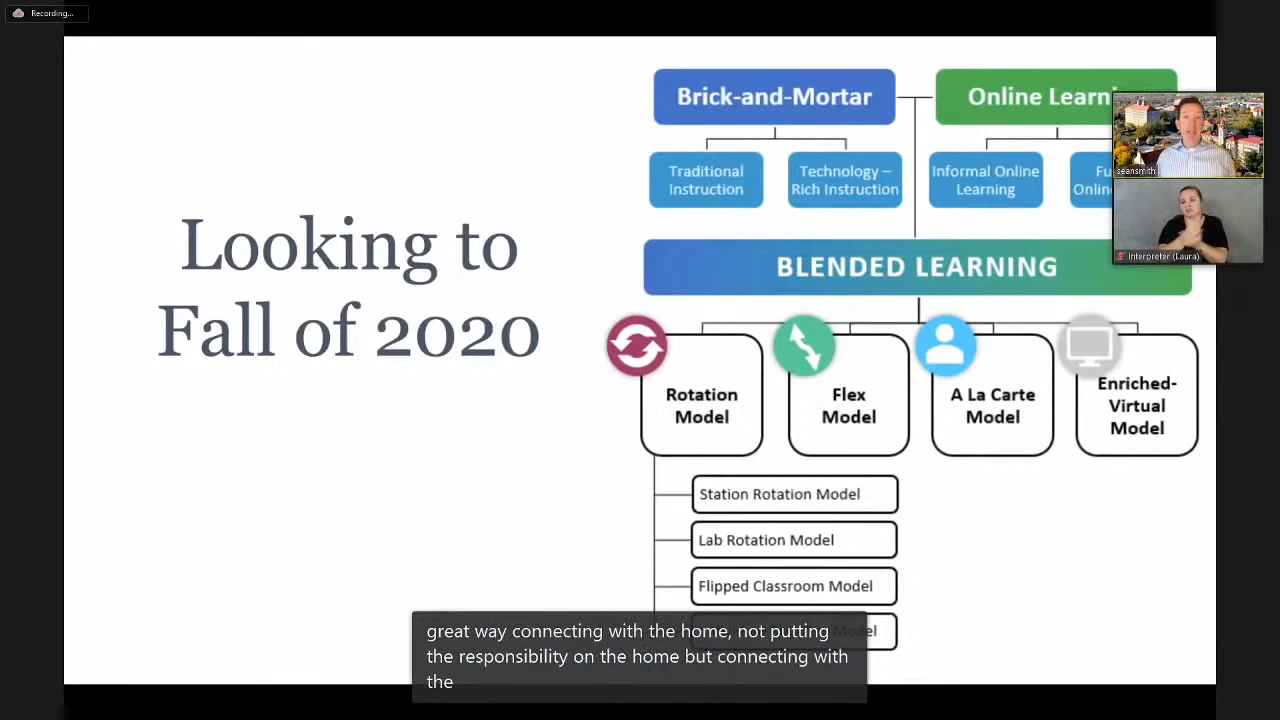 Recording...
Looking to
Fall of 2020
Brick-and-Mortar
Online Learni
Traditional
Instruction
Technology –
Rich Instruction
Informal Online
Learning
Fu
Online
BLENDED LEARNING
Rotation
Model
Flex
Model
A La Carte
Model
Enriched-
Virtual
Model
Station Rotation Model
Lab Rotation Model
Flipped Classroom Model
great way connecting with the home, not putting
the responsibility on the home but connecting with
the
seansmith
Interpreter (Laura)